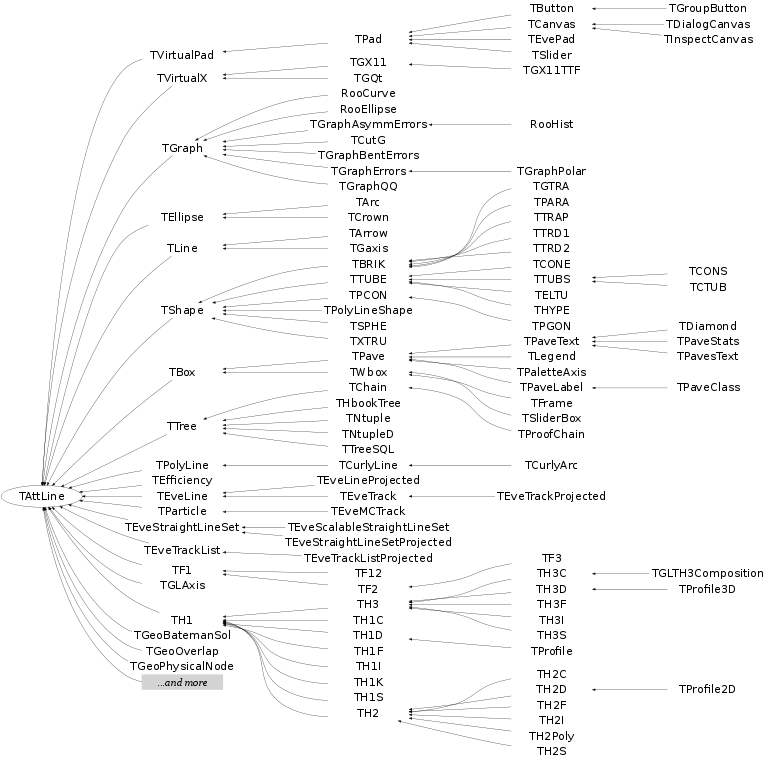 TButton
TGroupButton
TCanvas
TDialogCanvas
TPad
TEvePad
TInspectCanvas
TVirtualPad
TSlider
TGX11
TGX11TTF
TVirtualX
TGQt
RooCurve
RooEllipse
TGraphAsymmErrors
RooHist
TCutG
TGraph
TGraphBentErrors
TGraphErrors
TGraphPolar
TGraphQQ
TGTRA
TArc
TPARA
TEllipse
TCrown
TTRAP
TArrow
TTRD1
TLine
TGaxis
TTRD2
TBRIK
TCONE
TCONS
TTUBE
TTUBS
TCTUB
TPCON
TELTU
TShape
TPolyLineShape
THYPE
TSPHE
TPGON
TDiamond
TXTRU
TPaveText
TPaveStats
TPave
TLegend
TPavesText
TBox
TWbox
TPaletteAxis
TChain
TPaveLabel
TPaveClass
THbookTree
TFrame
TNtuple
TSliderBox
TTree
TNtupleD
TProofChain
TTreeSQL
TPolyLine
TCurlyLine
TCurlyArc
TEfficiency
TEveLineProjected
TAttLine
TEveLine
TEveTrack
TEveTrackProjected
TParticle
TEveMCTrack
TEveStraightLineSet
TEveScalableStraightLineSet
TEveStraightLineSetProjected
TEveTrackList
TEveTrackListProjected
TF3
TF1
TF12
TH3C
TGLTH3Composition
TGLAxis
TF2
TH3D
TProfile3D
TH3
TH3F
TH1
TH1C
TH3I
TGeoBatemanSol
TH1D
TH3S
TGeoOverlap
TH1F
TProfile
TGeoPhysicalNode
TH1I
TH2C
...and more
TH1K
TH2D
TProfile2D
TH1S
TH2F
TH2
TH2I
TH2Poly
TH2S